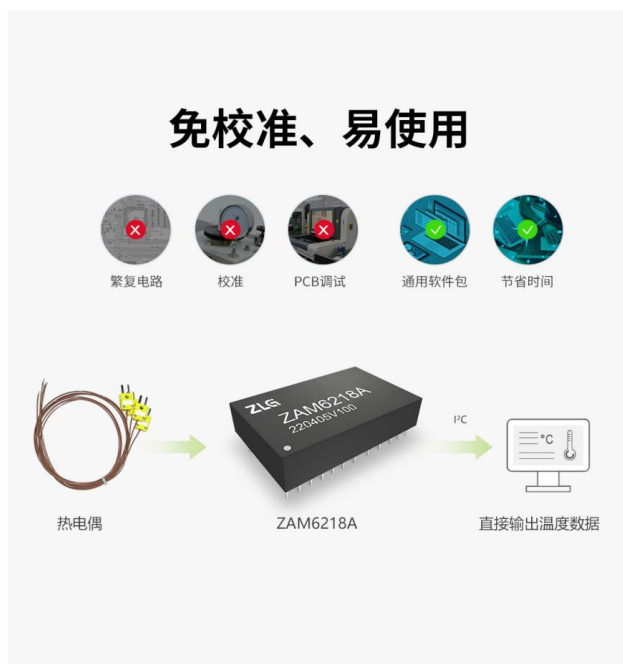 免校准、易使用
繁复电路
校准
PCB调试
通用软件包
节省时间
ZLG
ZAM6218A
220405V100
I²C
°C
热电偶
ZAM6218A
直接输出温度数据